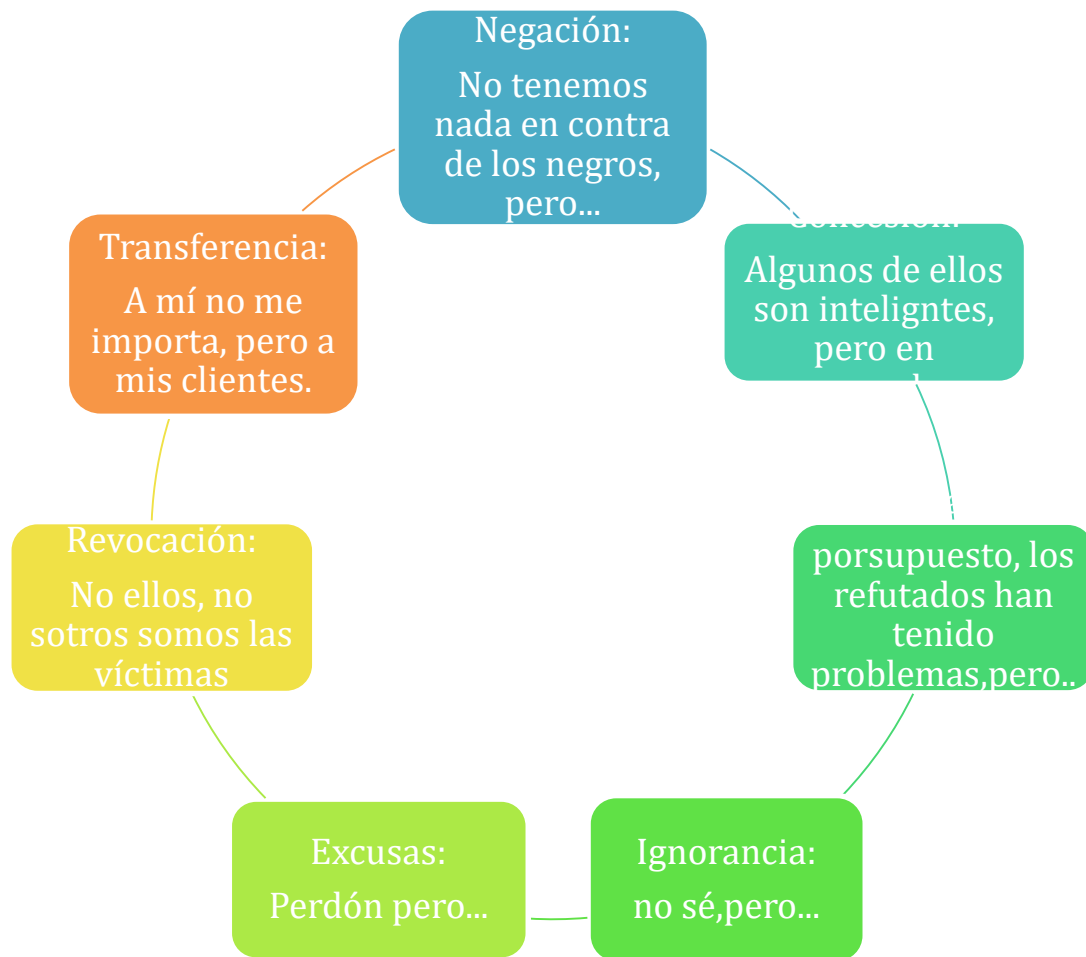 Negación:
No tenemos
nada en contra
de los negros,
pero...
Concesión:
Algunos de ellos
son inteligntes,
pero en
porsupuesto, los
refutados han
tenido
problemas,pero..
Ignorancia:
no sé,pero...
Excusas:
Perdón pero...
Revocación:
No ellos, no
sotros somos las
víctimas
Transferencia:
A mí no me
importa, pero a
mis clientes.